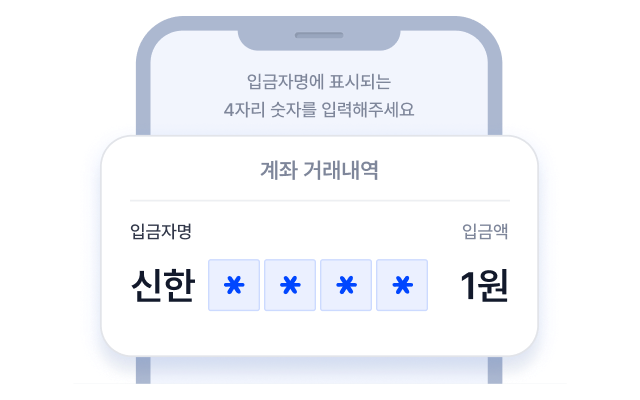 입금자명에 표시되는
4자리 숫자를 입력해주세요
계좌 거래내역
입금자명 입금액
신한 **** 1원